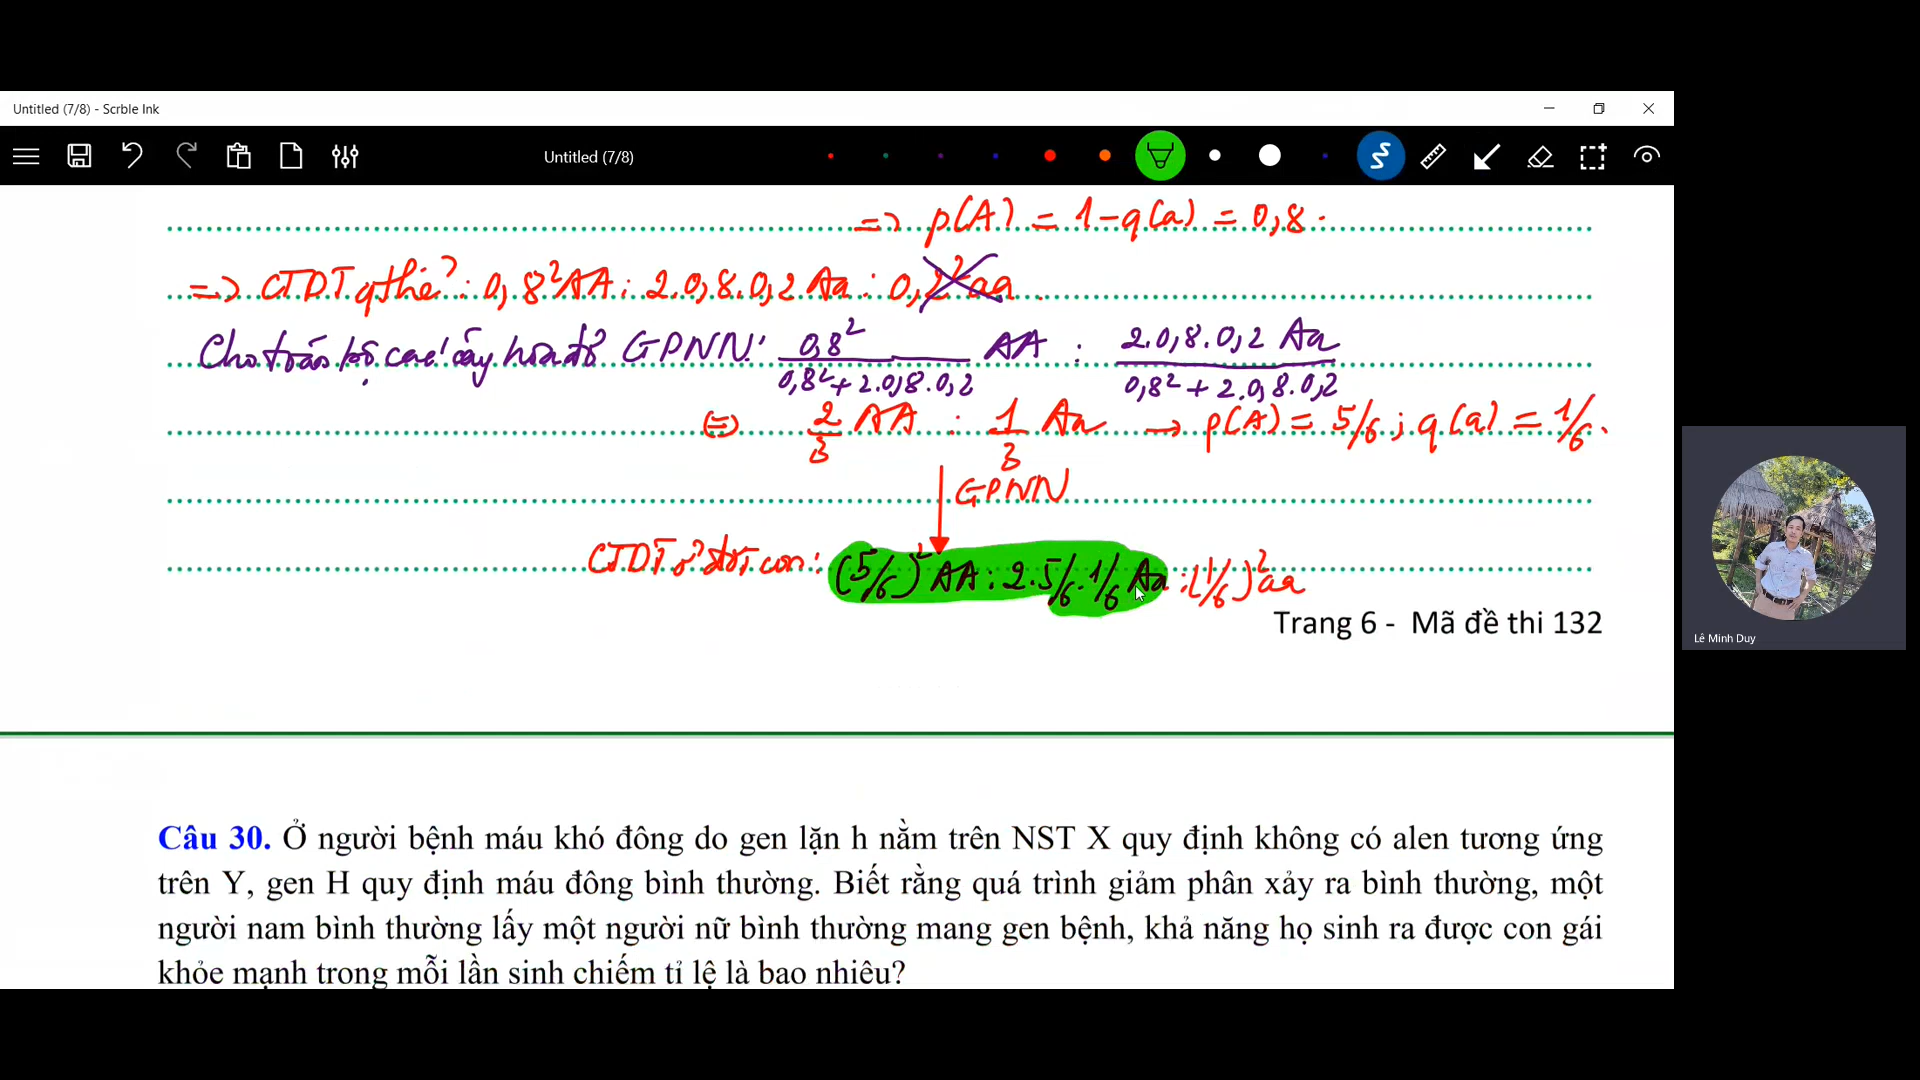 Untitled (7/8) - Scrble Ink
Untitled (7/8)
=> p(A) = 1-q(a) = 0,8.
=> CTDT qthể: 0,8²AA : 2.0,8.0,2 Aa : 0,2²aa.
Cho toàn bộ các cây hoa đỏ GPNN: 0,8² / 0,8²+2.0,8.0,2 AA : 2.0,8.0,2 Aa / 0,8² + 2.0,8.0,2
<=> 2/3 AA : 1/3 Aa → p(A) = 5/6 ; q(a) = 1/6.
GPNN
CTDT ở đời con: (5/6)² AA : 2.5/6.1/6 Aa : (1/6)² aa
Trang 6 - Mã đề thi 132
Lê Minh Duy
Câu 30. Ở người bệnh máu khó đông do gen lặn h nằm trên NST X quy định không có alen tương ứng
trên Y, gen H quy định máu đông bình thường. Biết rằng quá trình giảm phân xảy ra bình thường, một
người nam bình thường lấy một người nữ bình thường mang gen bệnh, khả năng họ sinh ra được con gái
khỏe mạnh trong mỗi lần sinh chiếm tỉ lệ là bao nhiêu?